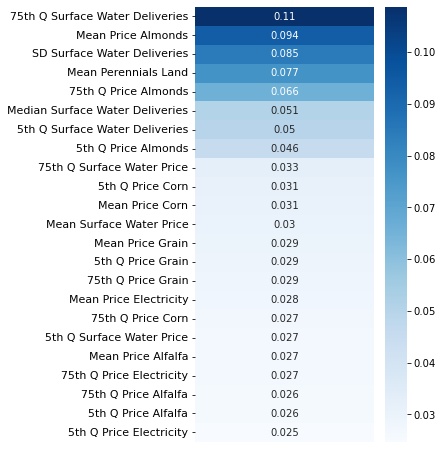 75th Q Surface Water Deliveries 0.11
Mean Price Almonds 0.094
SD Surface Water Deliveries 0.085
Mean Perennials Land 0.077
75th Q Price Almonds 0.066
Median Surface Water Deliveries 0.051
5th Q Surface Water Deliveries 0.05
5th Q Price Almonds 0.046
75th Q Surface Water Price 0.033
5th Q Price Corn 0.031
Mean Price Corn 0.031
Mean Surface Water Price 0.03
Mean Price Grain 0.029
5th Q Price Grain 0.029
75th Q Price Grain 0.029
Mean Price Electricity 0.028
75th Q Price Corn 0.027
5th Q Surface Water Price 0.027
Mean Price Alfalfa 0.027
75th Q Price Electricity 0.027
75th Q Price Alfalfa 0.026
5th Q Price Alfalfa 0.026
5th Q Price Electricity 0.025
0.10
0.09
0.08
0.07
0.06
0.05
0.04
0.03